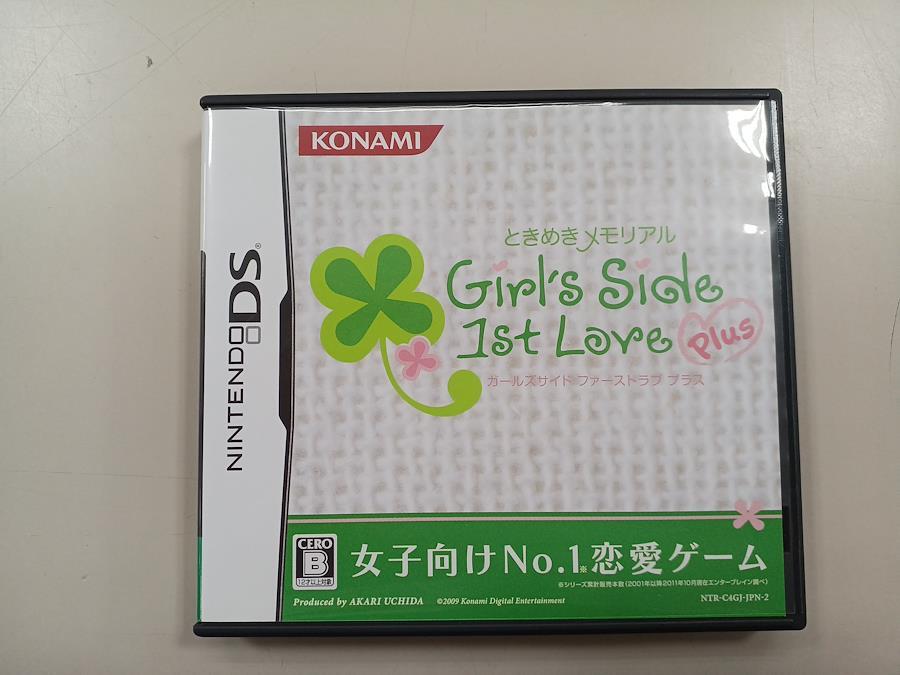 KONAMI
NINTENDO DS®
ときめきメモリアル
Girl's Side
1st Love Plus
ガールズサイド ファーストラブ プラス
CERO
B
12才以上対象
女子向けNo.1※恋愛ゲーム
※シリーズ累計販売本数(2001年以降2011年10月現在エンターブレイン調べ)
Produced by AKARI UCHIDA ©2009 Konami Digital Entertainment
NTR-C4GJ-JPN-2